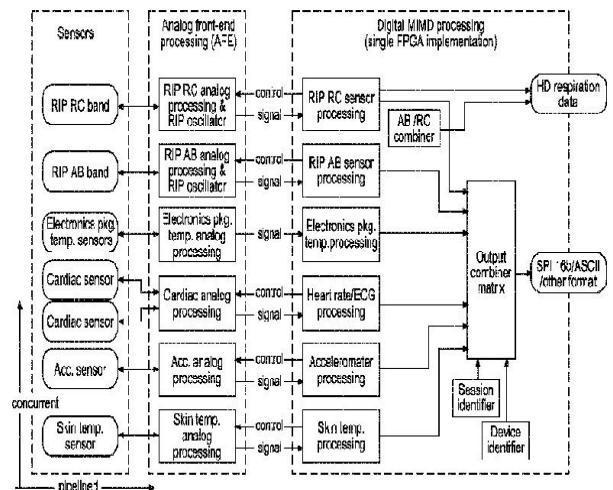 Sensors
Analog front-end
processing (AFE)
Digital MIMD processing
(single FPGA implementation)
RIP RC band
RIP RC analog
processing &
RIP oscillator
control
signal
RIP RC sensor
processing
HD respiration
data
AB /RC
combiner
RIP AB band
RIP AB analog
processing &
RIP oscillator
control
signal
RIP AB sensor
processing
Electronics pkg.
temp. sensors
Electronics pkg.
temp. analog
processing
signal
Electronics pkg.
temp.processing
Output
combiner
matrix
SPI 16b/ASCII
/other format
Cardiac sensor
Cardiac sensor
Cardiac analog
processing
control
signal
Heart rate/ECG
processing
Acc. sensor
Acc. analog
processing
control
signal
Accelerometer
processing
Session
identifier
Device
identifier
concurrent
Skin temp.
sensor
Skin temp.
analog
processing
control
signal
Skin temp.
processing
pipelined